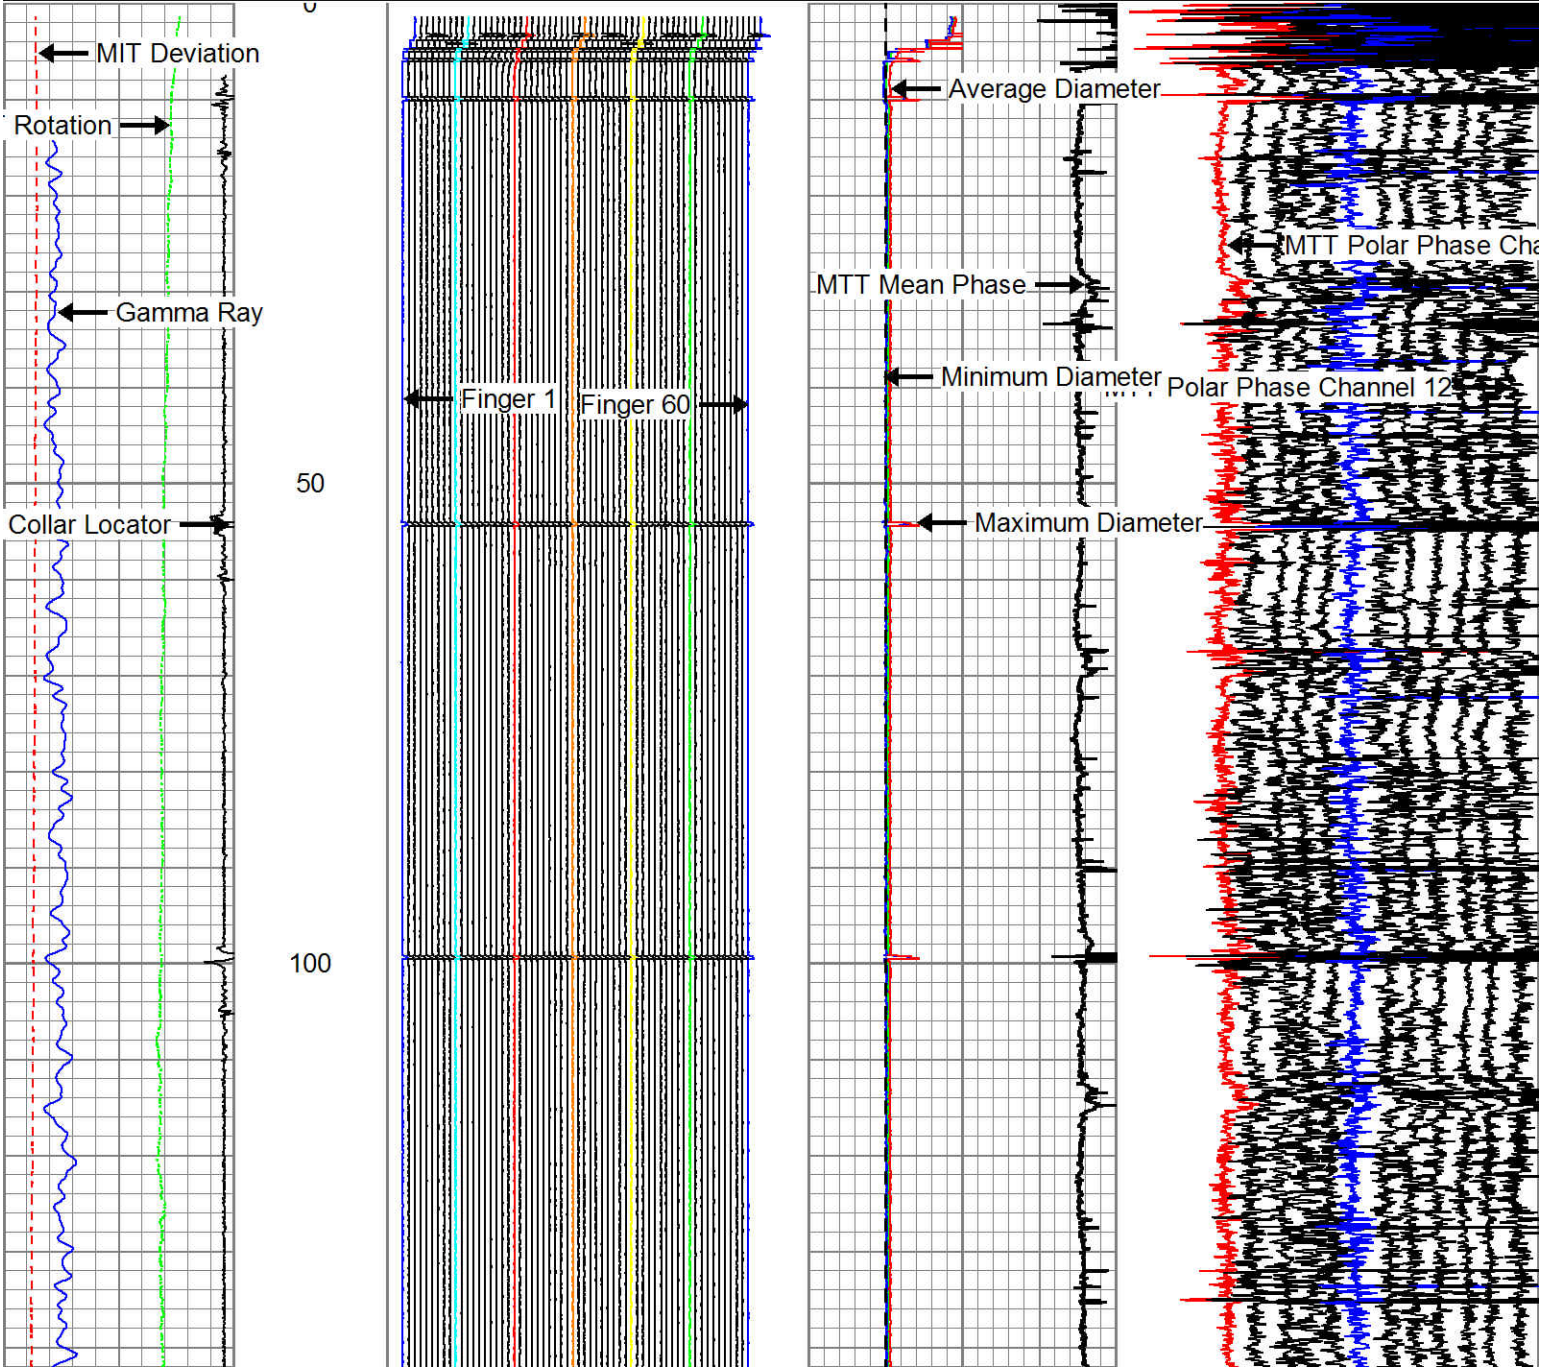 0
MIT Deviation
Average Diameter
Rotation
MTT Polar Phase Cha
MTT Mean Phase
Gamma Ray
Minimum Diameter
Polar Phase Channel 12
Finger 1
Finger 60
50
Collar Locator
Maximum Diameter
100